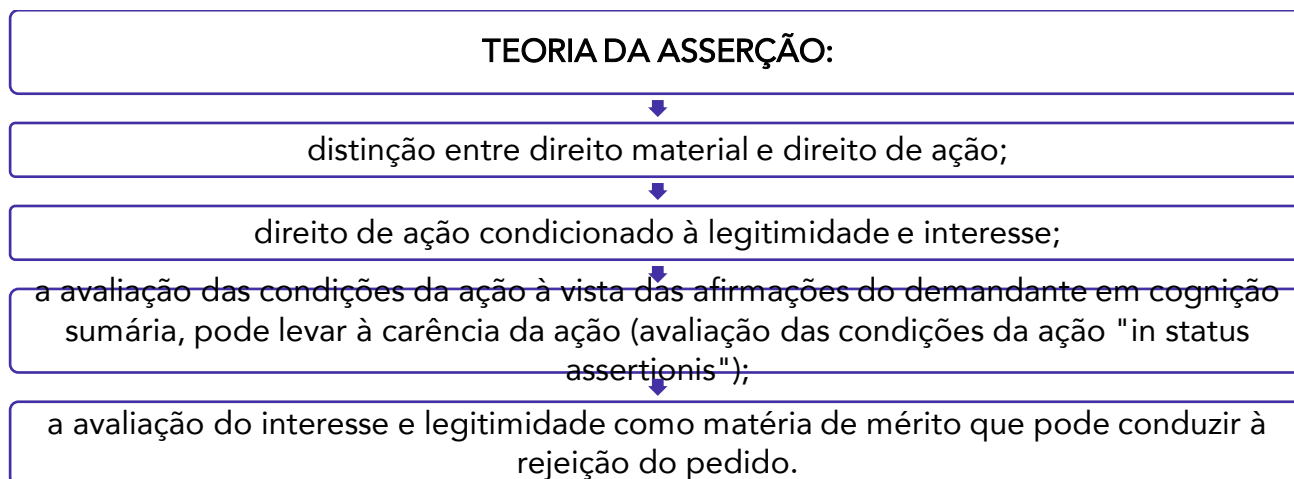 TEORIA DA ASSERÇÃO:
distinção entre direito material e direito de ação;
direito de ação condicionado à legitimidade e interesse;
a avaliação das condições da ação à vista das afirmações do demandante em cognição
sumária, pode levar à carência da ação (avaliação das condições da ação "in status
assertionis");
a avaliação do interesse e legitimidade como matéria de mérito que pode conduzir à
rejeição do pedido.